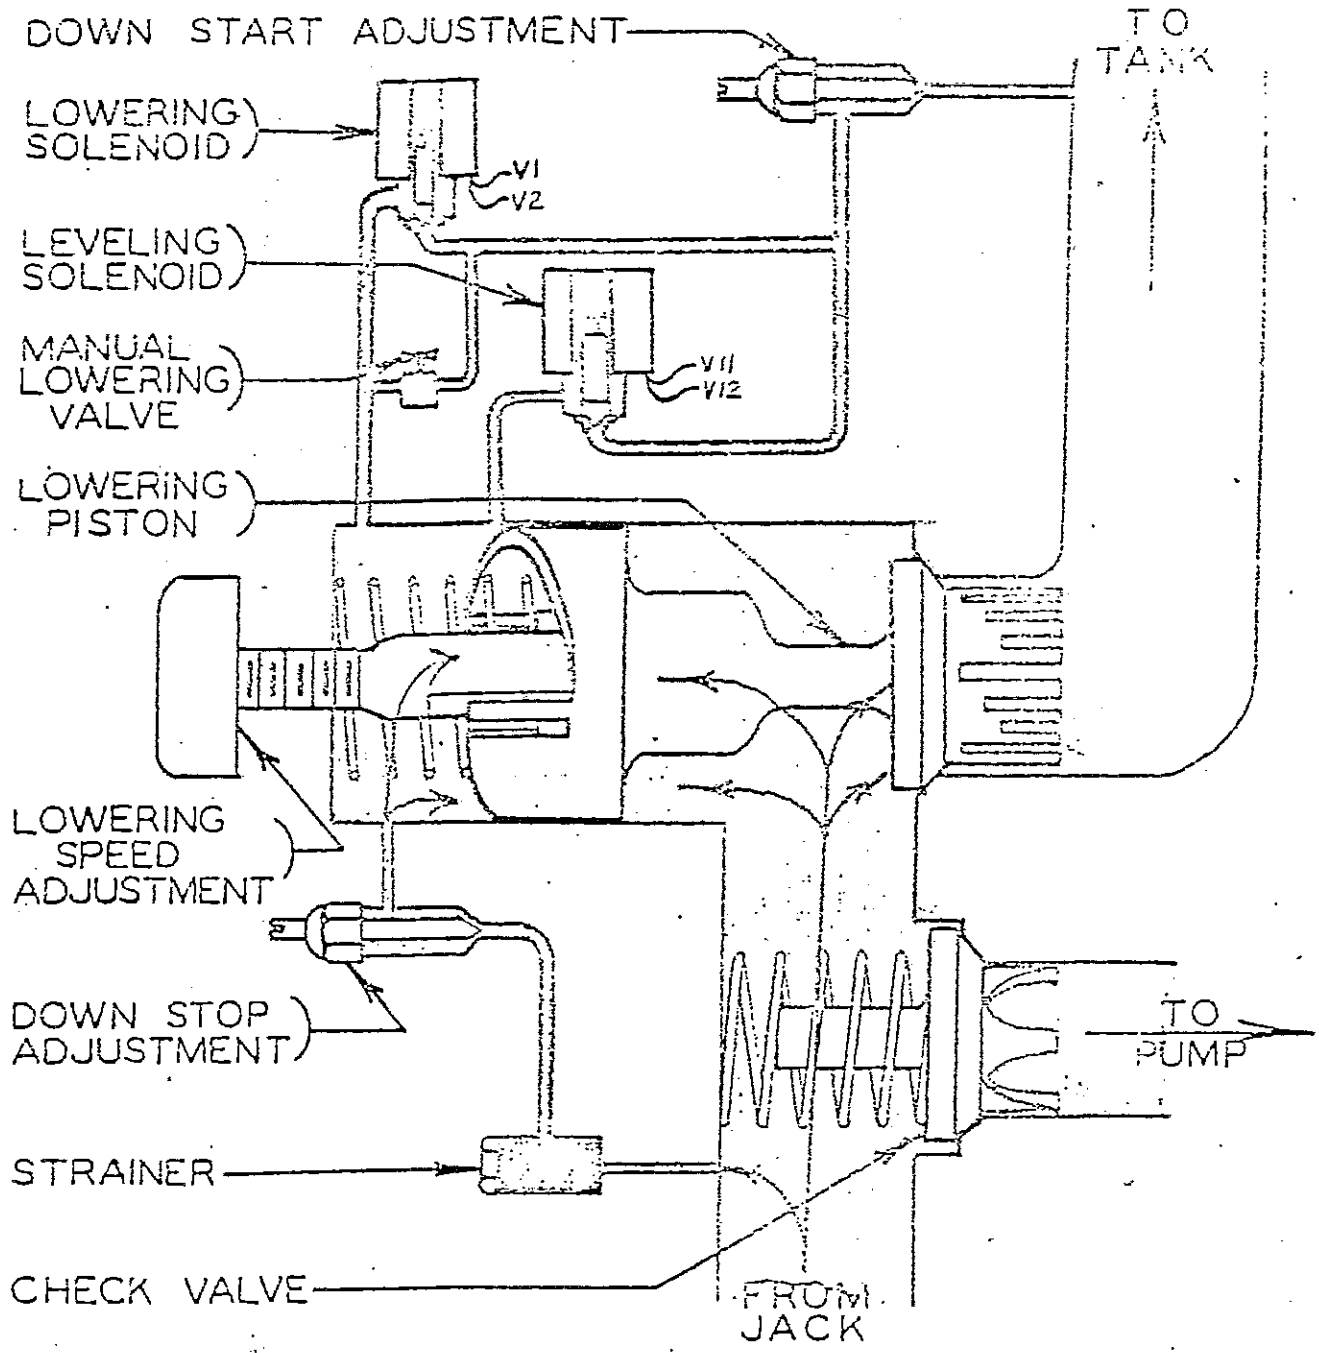 DOWN START ADJUSTMENT
TO
TANK
LOWERING
SOLENOID
V1
V2
LEVELING
SOLENOID
MANUAL
LOWERING
VALVE
V11
V12
LOWERING
PISTON
LOWERING
SPEED
ADJUSTMENT
DOWN STOP
ADJUSTMENT
TO
PUMP
STRAINER
CHECK VALVE
FROM
JACK